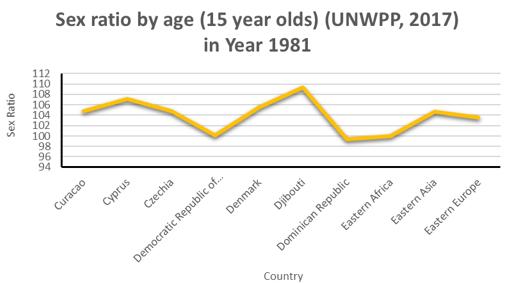 Sex ratio by age (15 year olds) (UNWPP, 2017)
in Year 1981
112
110
108
106
104
102
100
98
96
94
Sex Ratio
Curacao
Cyprus
Czechia
Democratic Republic of...
Denmark
Djibouti
Dominican Republic
Eastern Africa
Eastern Asia
Eastern Europe
Country